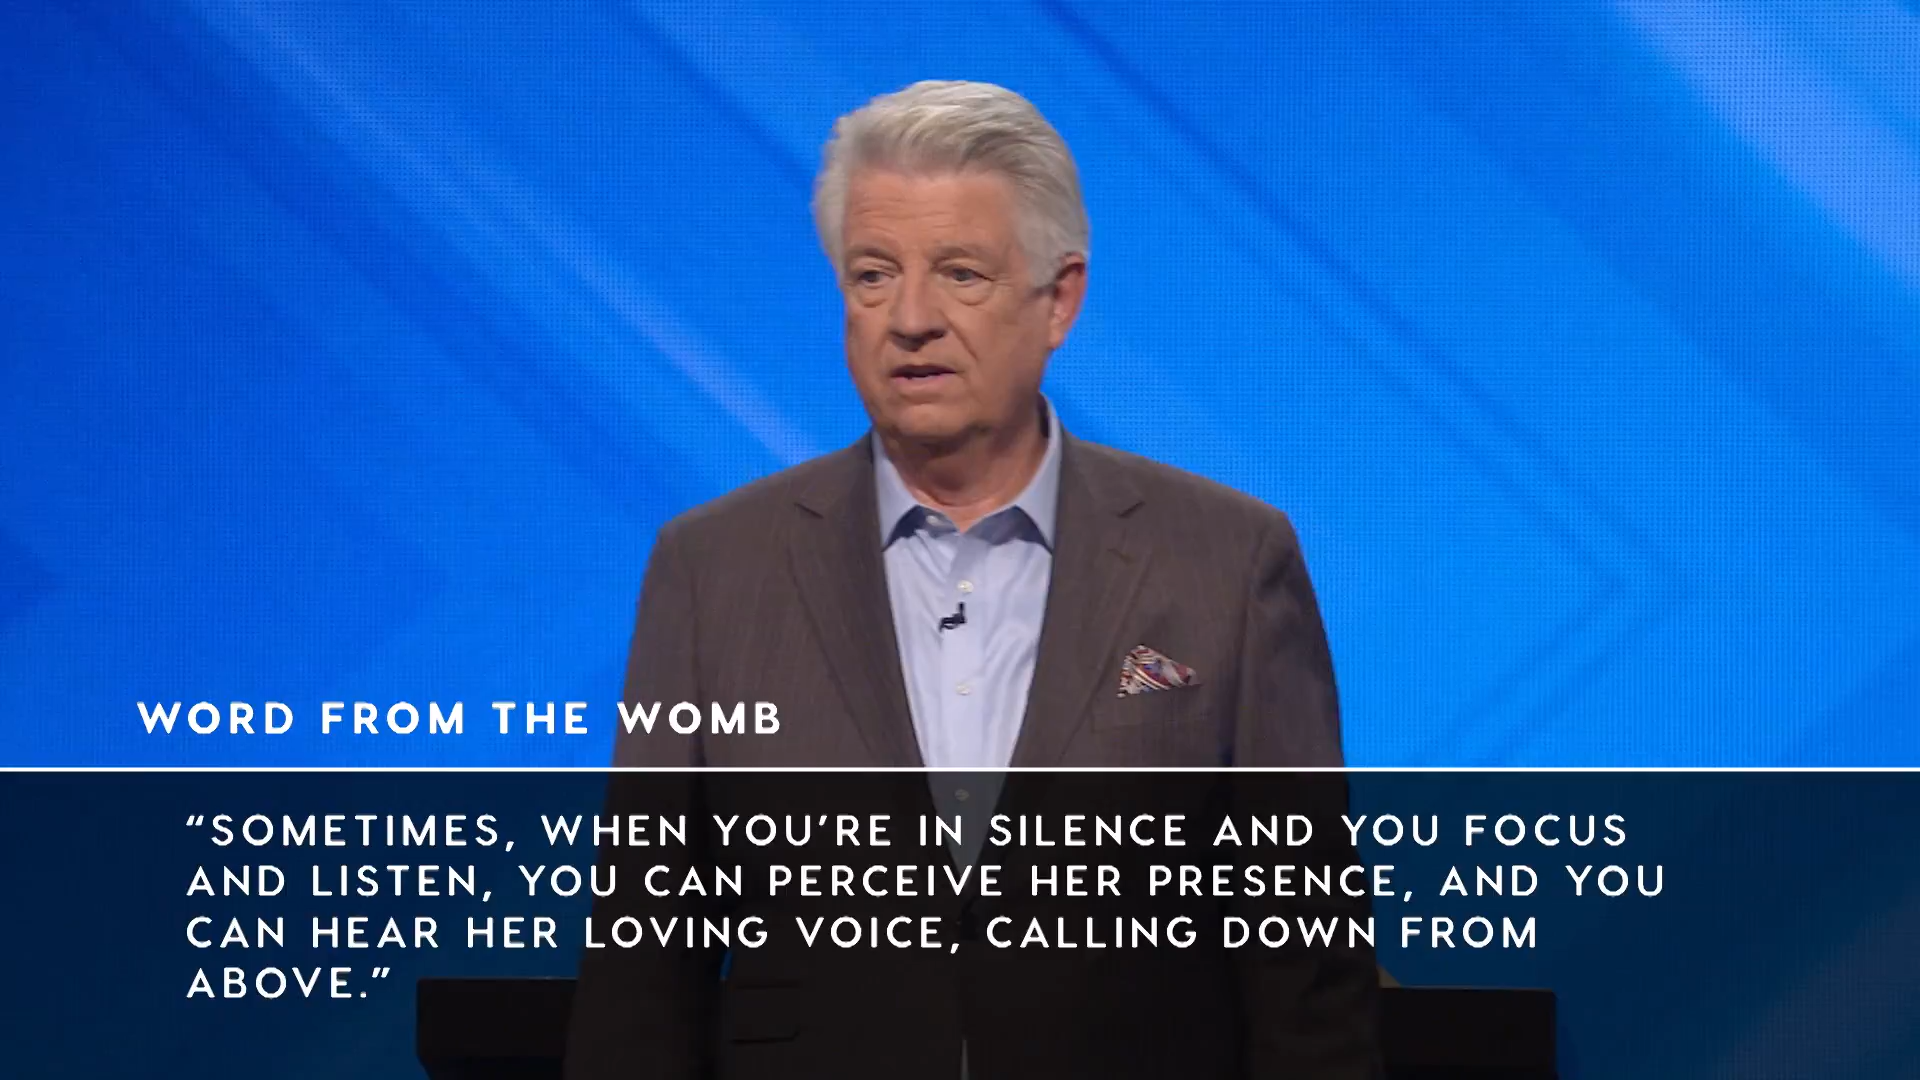 WORD FROM THE WOMB
“SOMETIMES, WHEN YOU’RE IN SILENCE AND YOU FOCUS
AND LISTEN, YOU CAN PERCEIVE HER PRESENCE, AND YOU
CAN HEAR HER LOVING VOICE, CALLING DOWN FROM
ABOVE.”